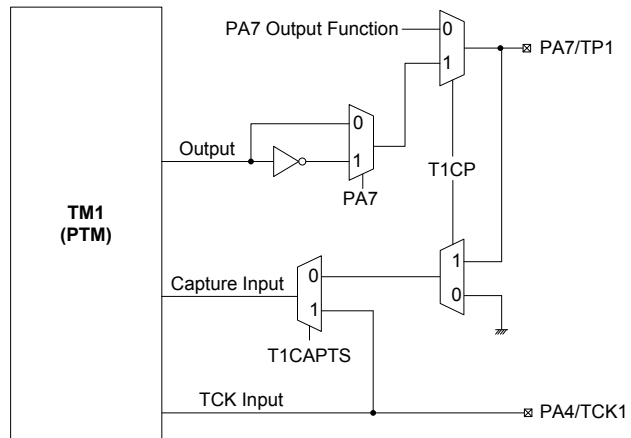 PA7 Output Function
0
1
PA7/TP1
0
1
Output
PA7
T1CP
TM1
(PTM)
Capture Input
0
1
T1CAPTS
1
0
TCK Input
PA4/TCK1